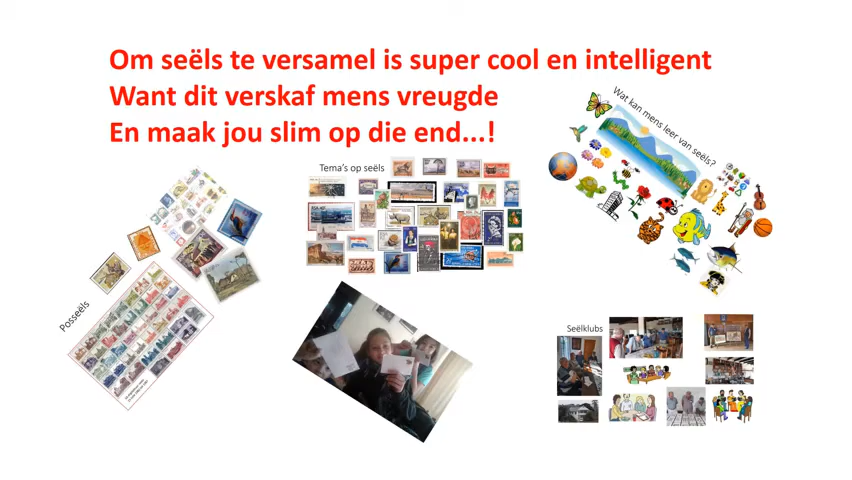 Om seëls te versamel is super cool en intelligent
Want dit verskaf mens vreugde
En maak jou slim op die end...!
Wat kan mens leer van seëls?
Tema's op seëls
Posseëls
Seëlklubs